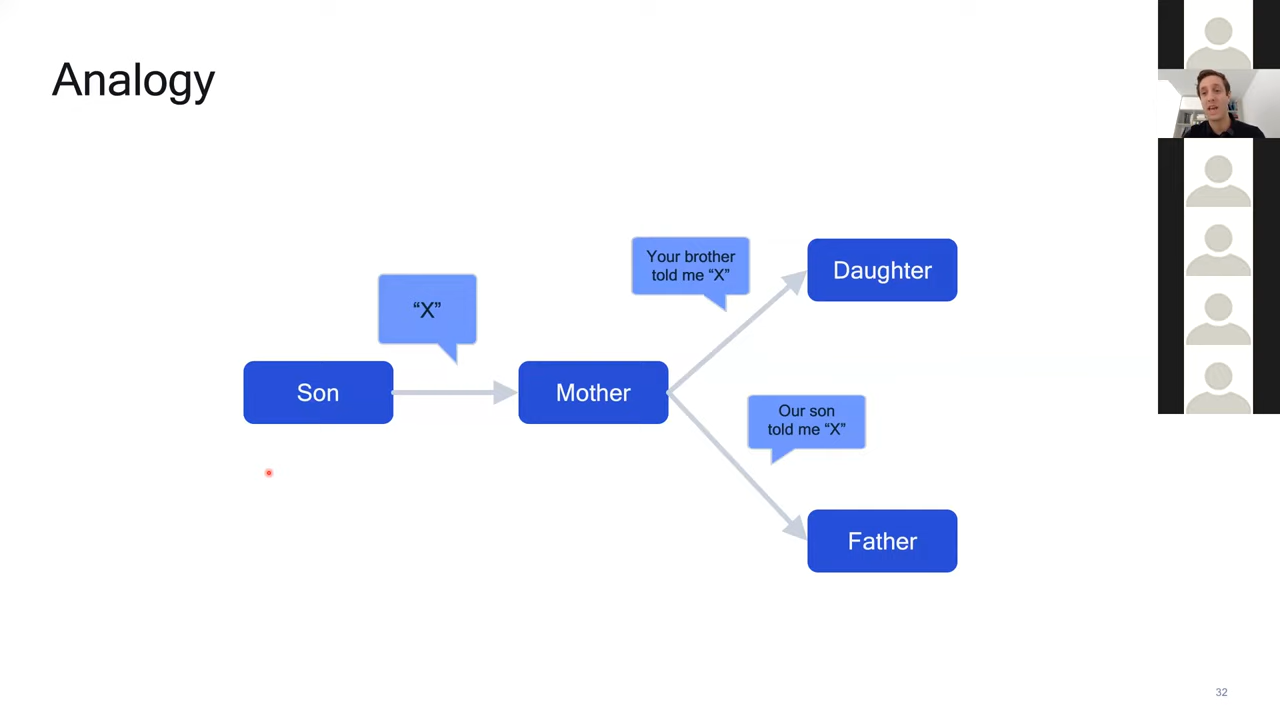 Analogy
Your brother
told me “X”
Daughter
“X”
Son
Mother
Our son
told me “X”
Father
32